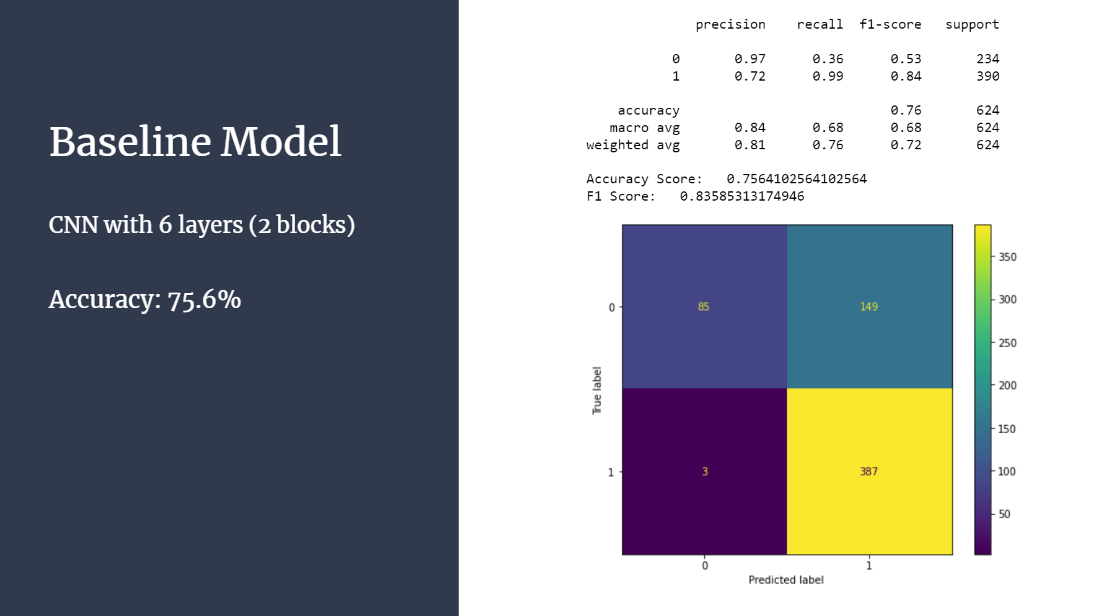 Baseline Model
CNN with 6 layers (2 blocks)
Accuracy: 75.6%
precision recall f1-score support
0 0.97 0.36 0.53 234
1 0.72 0.99 0.84 390
accuracy 0.76 624
macro avg 0.84 0.68 0.68 624
weighted avg 0.81 0.76 0.72 624
Accuracy Score: 0.7564102564102564
F1 Score: 0.83585313174946
0 85 149
1 3 387
0 1
True label
Predicted label
350
300
250
200
150
100
50